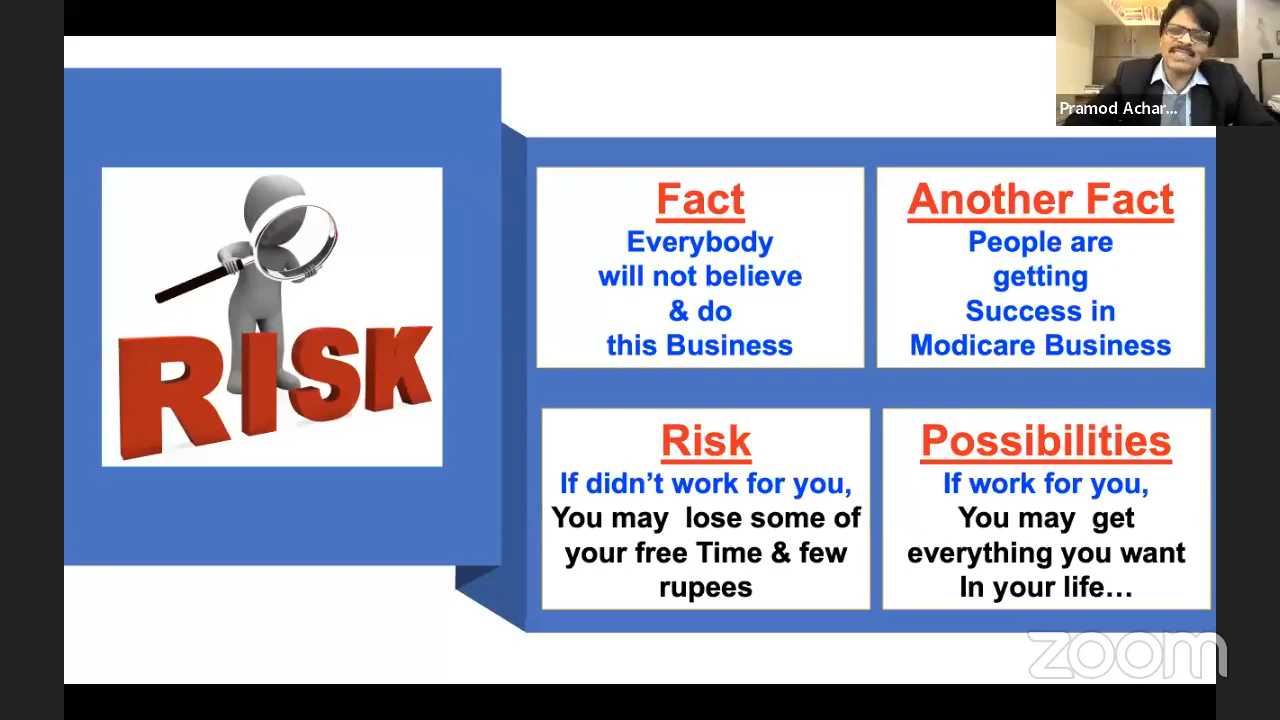 Pramod Achar...
RISK
Fact
Everybody
will not believe
& do
this Business
Another Fact
People are
getting
Success in
Modicare Business
Risk
If didn’t work for you,
You may lose some of
your free Time & few
rupees
Possibilities
If work for you,
You may get
everything you want
In your life…
zoom